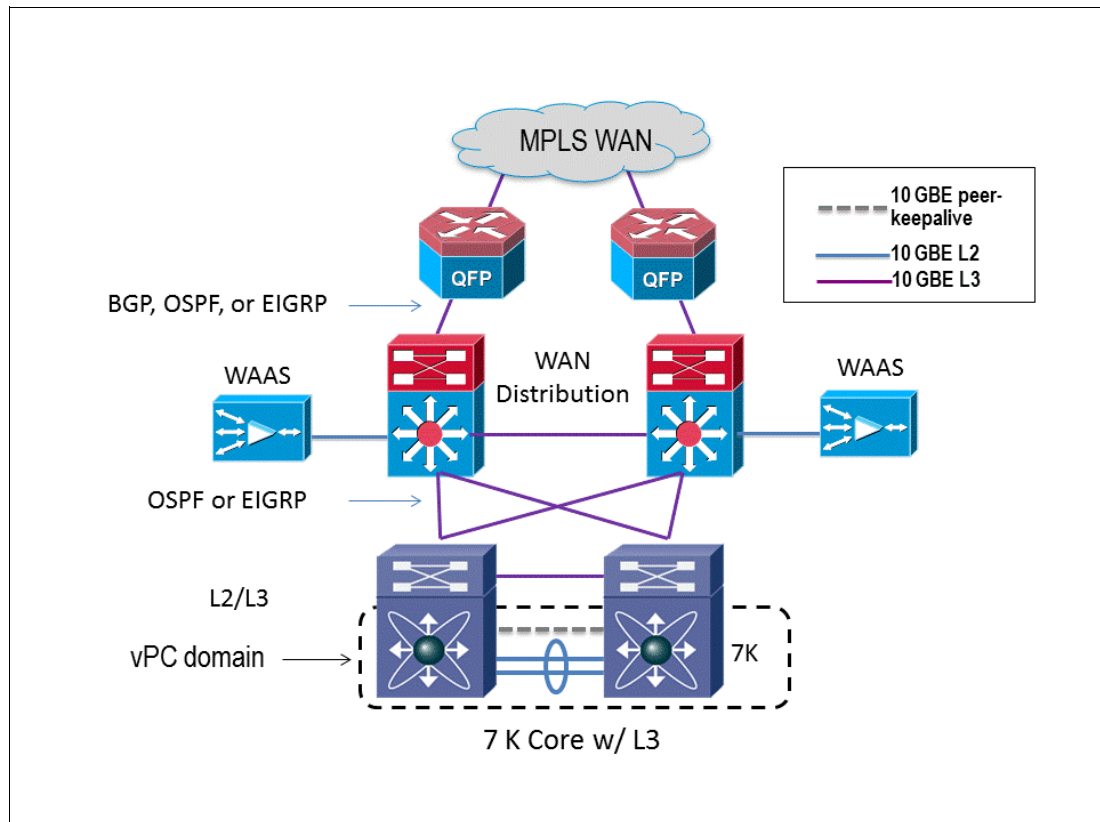 MPLS WAN
10 GBE peer-
keepalive
10 GBE L2
10 GBE L3
QFP
QFP
BGP, OSPF, or EIGRP
WAAS
WAN
Distribution
WAAS
OSPF or EIGRP
L2/L3
vPC domain
7K
7 K Core w/ L3